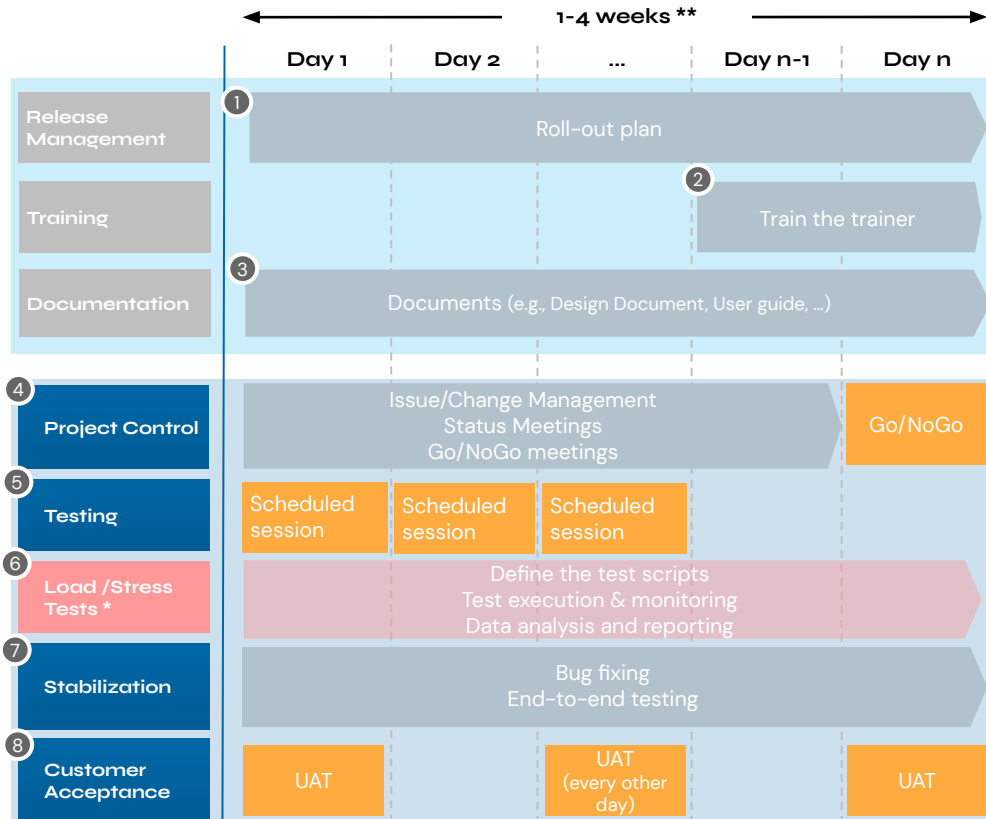 1-4 weeks **
Day 1
Day 2
...
Day n-1
Day n
1
Release
Management
Roll-out plan
2
Training
Train the trainer
3
Documentation
Documents (e.g., Design Document, User guide, ...)
4
Project Control
Issue/Change Management
Status Meetings
Go/NoGo meetings
Go/NoGo
5
Testing
Scheduled
session
Scheduled
session
Scheduled
session
6
Load /Stress
Tests *
Define the test scripts
Test execution & monitoring
Data analysis and reporting
7
Stabilization
Bug fixing
End-to-end testing
8
Customer
Acceptance
UAT
UAT
(every other
day)
UAT